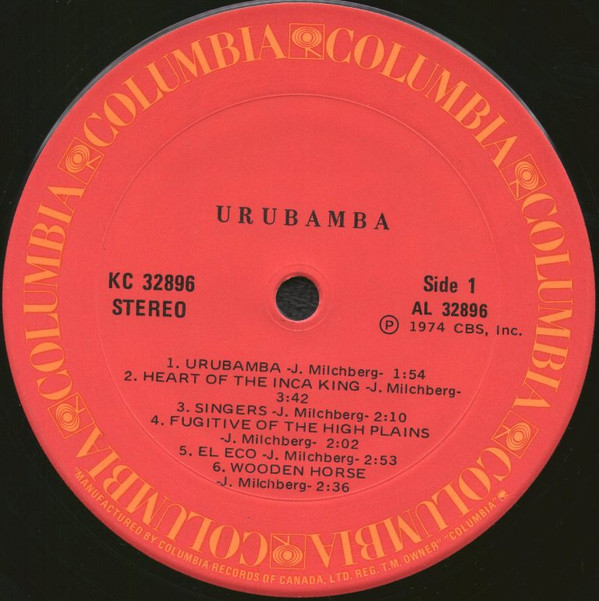 COLUMBIA COLUMBIA COLUMBIA COLUMBIA COLUMBIA COLUMBIA COLUMBIA COLUMBIA
URUBAMBA
KC 32896
STEREO
Side 1
AL 32896
Ⓟ 1974 CBS, Inc.
1. URUBAMBA -J. Milchberg- 1:54
2. HEART OF THE INCA KING -J. Milchberg-
3:42
3. SINGERS -J. Milchberg- 2:10
4. FUGITIVE OF THE HIGH PLAINS
-J. Milchberg- 2:02
5. EL ECO -J. Milchberg- 2:53
6. WOODEN HORSE
-J. Milchberg- 2:36
"MANUFACTURED BY COLUMBIA RECORDS OF CANADA, LTD. REG. T.M. OWNER" "COLUMBIA"